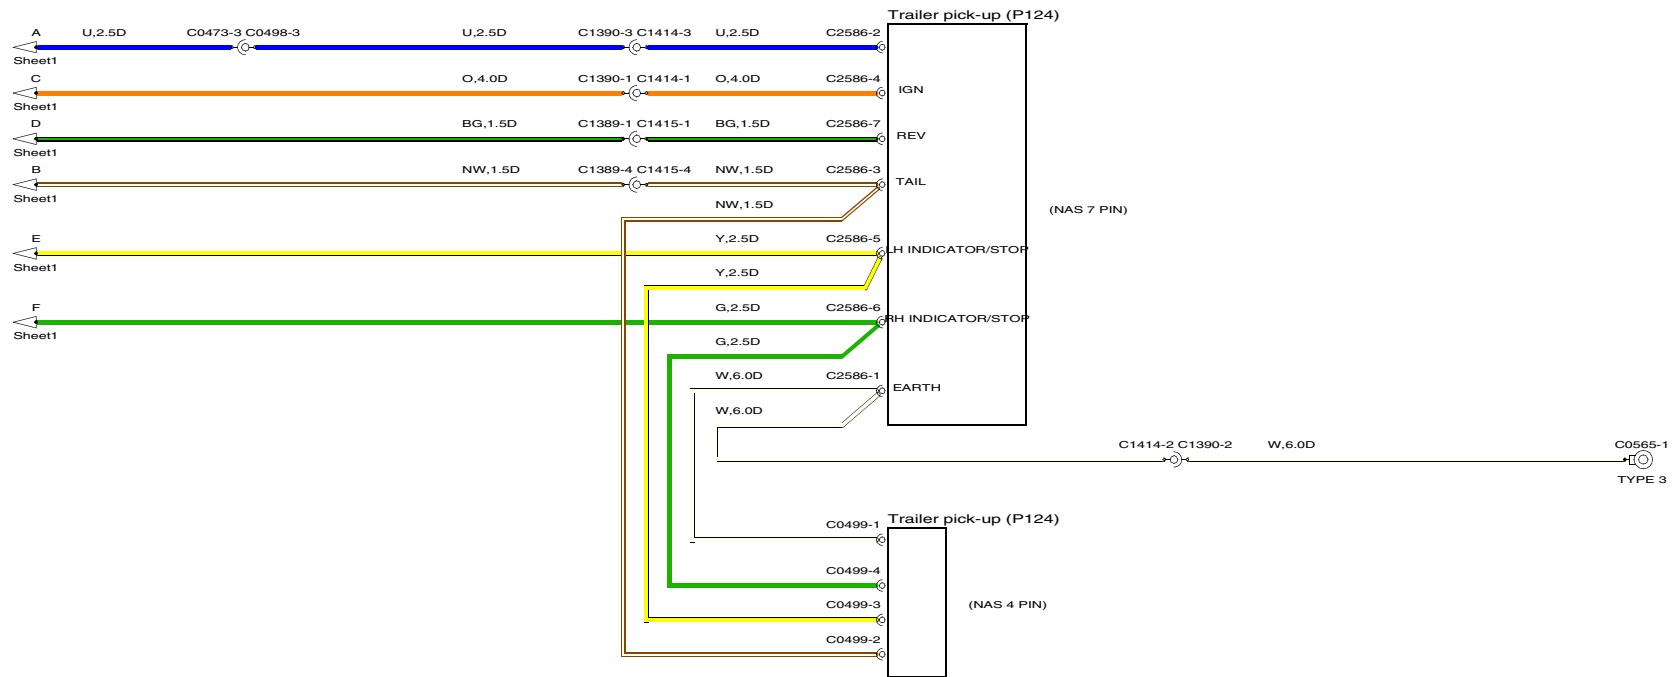 Trailer pick-up (P124)
A U,2.5D C0473-3 C0498-3 U,2.5D C1390-3 C1414-3 U,2.5D C2586-2
Sheet1
C O,4.0D C1390-1 C1414-1 O,4.0D C2586-4
IGN
Sheet1
D BG,1.5D C1389-1 C1415-1 BG,1.5D C2586-7
REV
Sheet1
B NW,1.5D C1389-4 C1415-4 NW,1.5D C2586-3
TAIL
Sheet1
NW,1.5D (NAS 7 PIN)
E Y,2.5D C2586-5
LH INDICATOR/STOP
Sheet1
Y,2.5D
F G,2.5D C2586-6
RH INDICATOR/STOP
Sheet1
G,2.5D
W,6.0D C2586-1
EARTH
W,6.0D
C1414-2 C1390-2 W,6.0D C0565-1
TYPE 3
Trailer pick-up (P124)
C0499-1
C0499-4
C0499-3 (NAS 4 PIN)
C0499-2